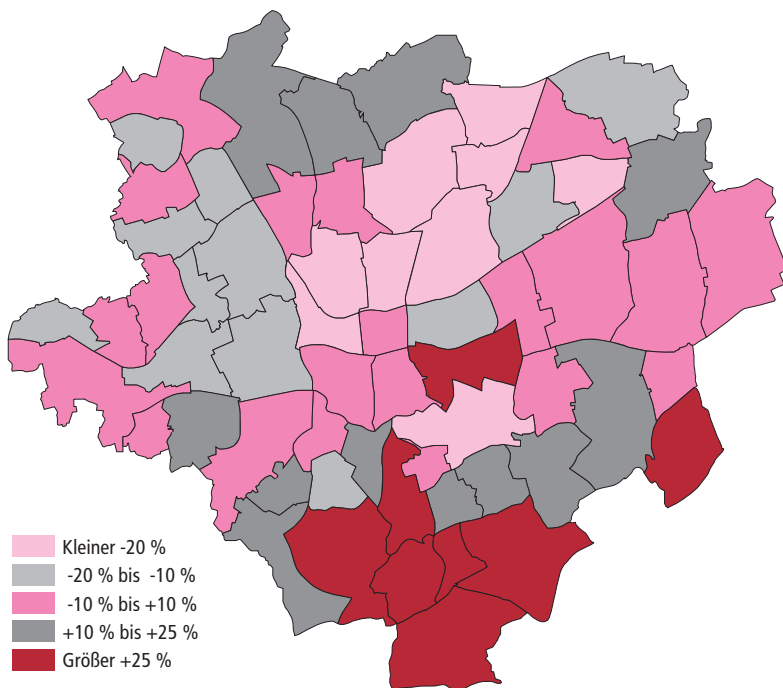 Kleiner -20 %
-20 % bis -10 %
-10 % bis +10 %
+10 % bis +25 %
Größer +25 %